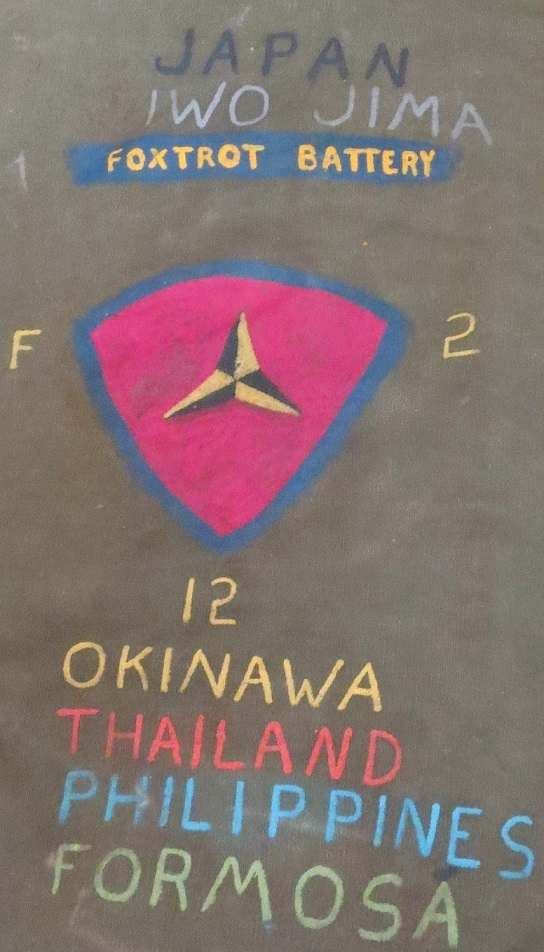 JAPAN
IWO JIMA
FOXTROT BATTERY
1
F 2
12
OKINAWA
THAILAND
PHILIPPINES
FORMOSA